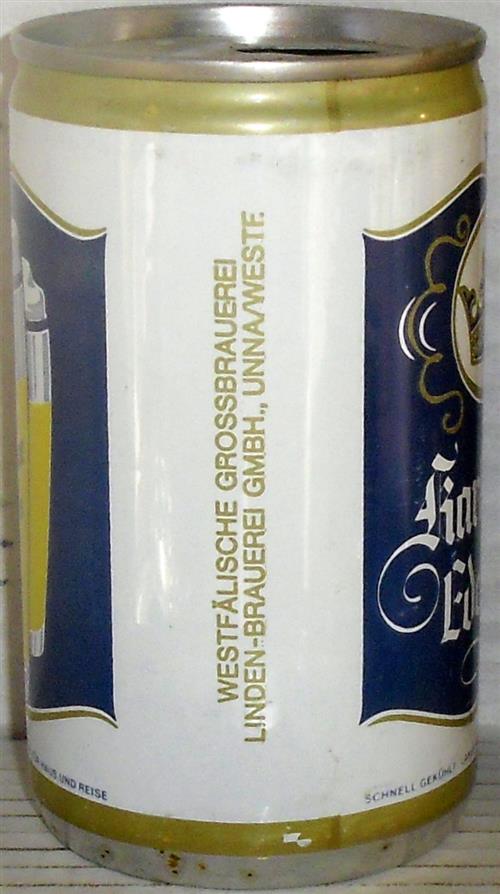 WESTFÄLISCHE GROSSBRAUEREI
LINDEN-BRAUEREI GMBH., UNNA/WESTF.
HAUS UND REISE
SCHNELL GEKÜHLT